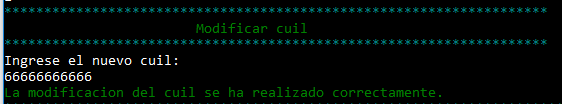 *******************************************************************
Modificar cuil
*******************************************************************
Ingrese el nuevo cuil:
66666666666
La modificacion del cuil se ha realizado correctamente.